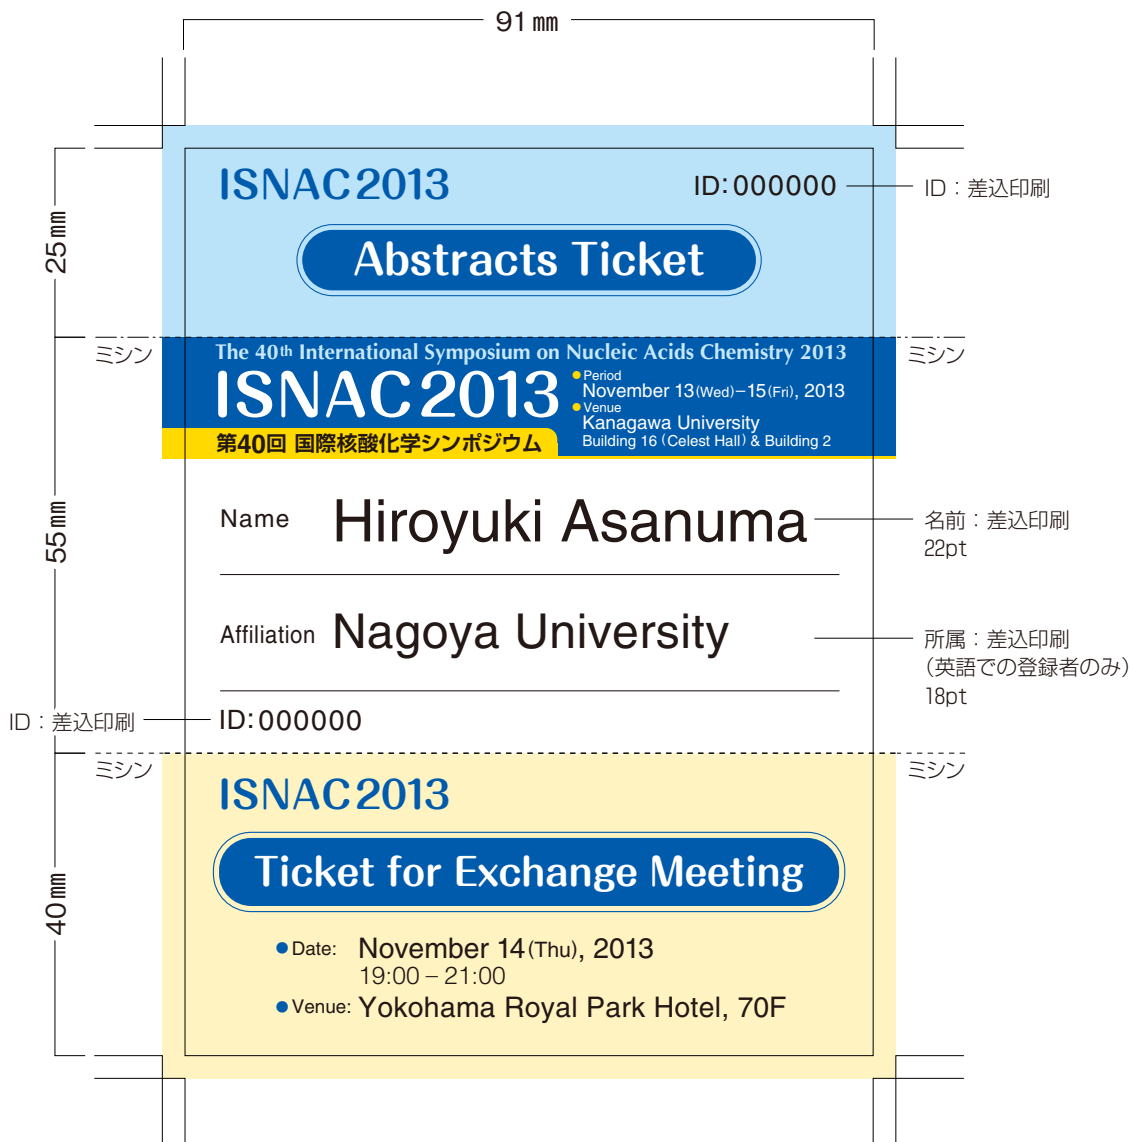 91㎜
25㎜
ISNAC2013
ID:000000
ID：差込印刷
Abstracts Ticket
ミシン
ミシン
The 40th International Symposium on Nucleic Acids Chemistry 2013
ISNAC2013
●Period
November 13(Wed)–15(Fri), 2013
●Venue
Kanagawa University
Building 16 (Celest Hall) & Building 2
第40回 国際核酸化学シンポジウム
55㎜
Name Hiroyuki Asanuma
名前：差込印刷
22pt
Affiliation Nagoya University
所属：差込印刷
（英語での登録者のみ）
18pt
ID：差込印刷
ID:000000
ミシン
ミシン
ISNAC2013
Ticket for Exchange Meeting
40㎜
●Date: November 14(Thu), 2013
19:00 – 21:00
●Venue: Yokohama Royal Park Hotel, 70F